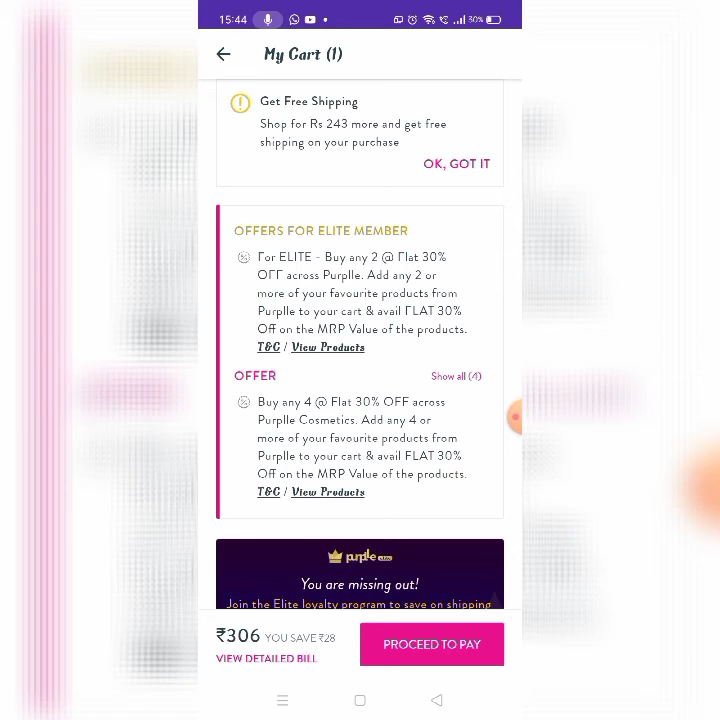 15:44
30%
My Cart (1)
Get Free Shipping
Shop for Rs 243 more and get free
shipping on your purchase
OK, GOT IT
OFFERS FOR ELITE MEMBER
For ELITE - Buy any 2 @ Flat 30%
OFF across Purplle. Add any 2 or
more of your favourite products from
Purplle to your cart & avail FLAT 30%
Off on the MRP Value of the products.
T&C / View Products
OFFER Show all (4)
Buy any 4 @ Flat 30% OFF across
Purplle Cosmetics. Add any 4 or
more of your favourite products from
Purplle to your cart & avail FLAT 30%
Off on the MRP Value of the products.
T&C / View Products
purplle
You are missing out!
Join the Elite loyalty program to save on shipping
₹306 YOU SAVE ₹28
VIEW DETAILED BILL
PROCEED TO PAY